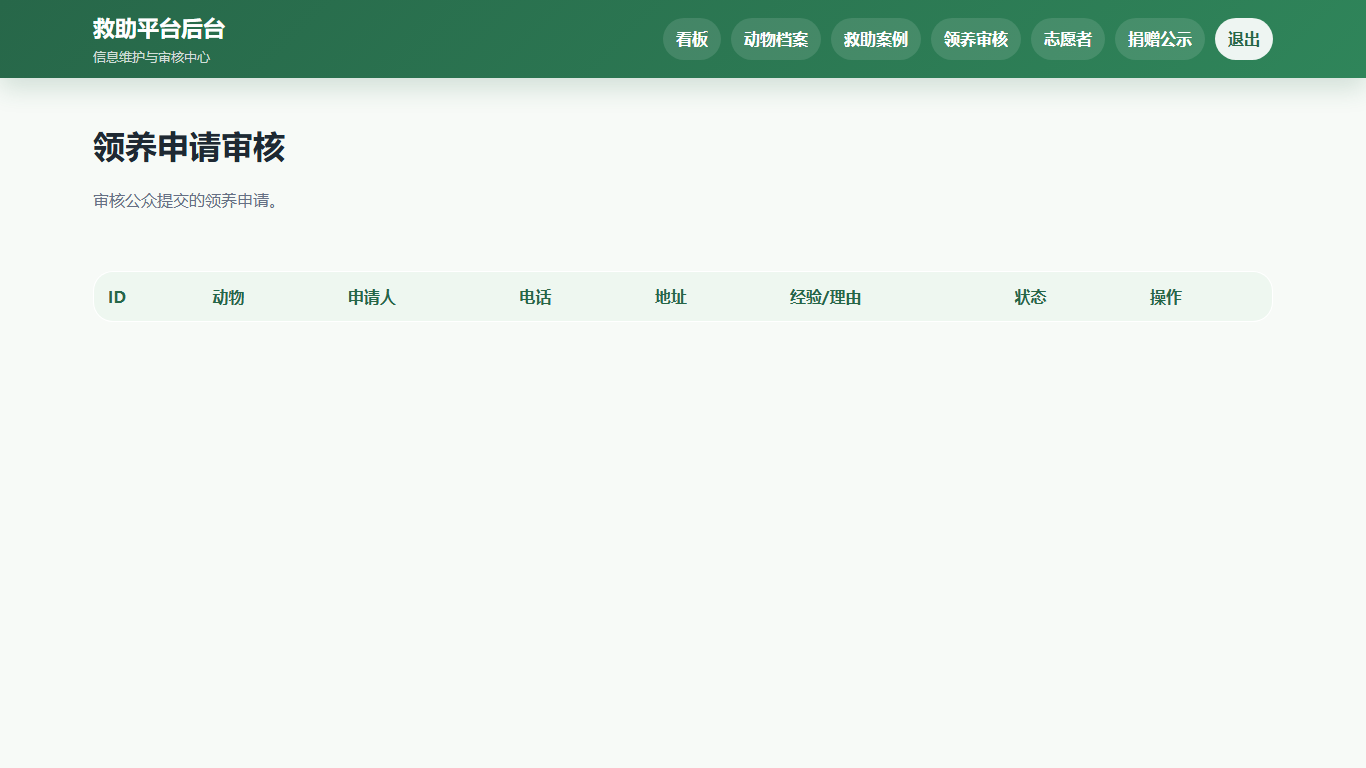 救助平台后台
信息维护与审核中心
看板 动物档案 救助案例 领养审核 志愿者 捐赠公示 退出
领养申请审核
审核公众提交的领养申请。
ID 动物 申请人 电话 地址 经验/理由 状态 操作